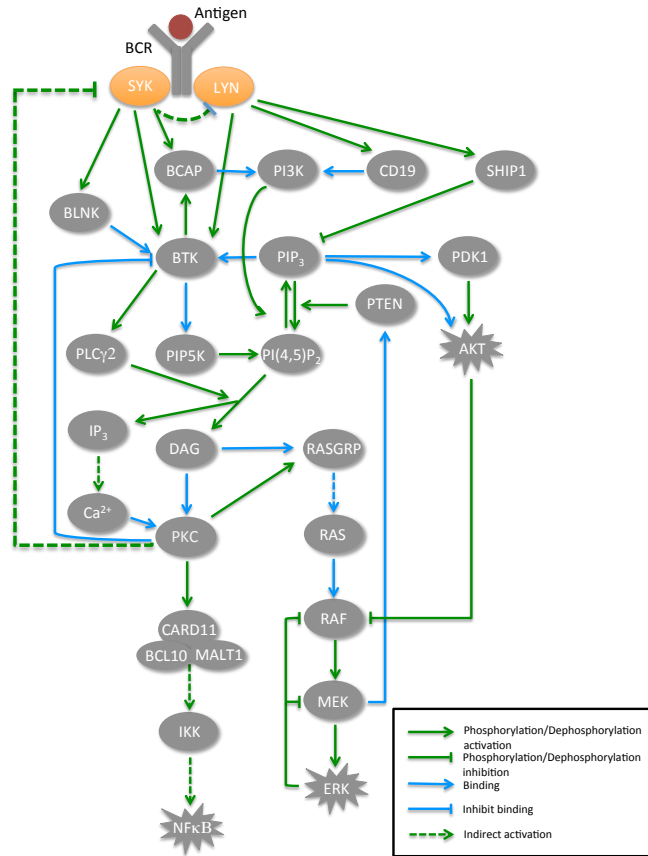 Antigen
BCR
SYK
LYN
BCAP
PI3K
CD19
SHIP1
BLNK
BTK
PIP3
PDK1
PTEN
PLCγ2
PIP5K
PI(4,5)P2
AKT
IP3
DAG
RASGRP
Ca2+
PKC
RAS
CARD11
RAF
BCL10
MALT1
MEK
IKK
ERK
NFκB
Phosphorylation/Dephosphorylation
activation
Phosphorylation/Dephosphorylation
inhibition
Binding
Inhibit binding
Indirect activation